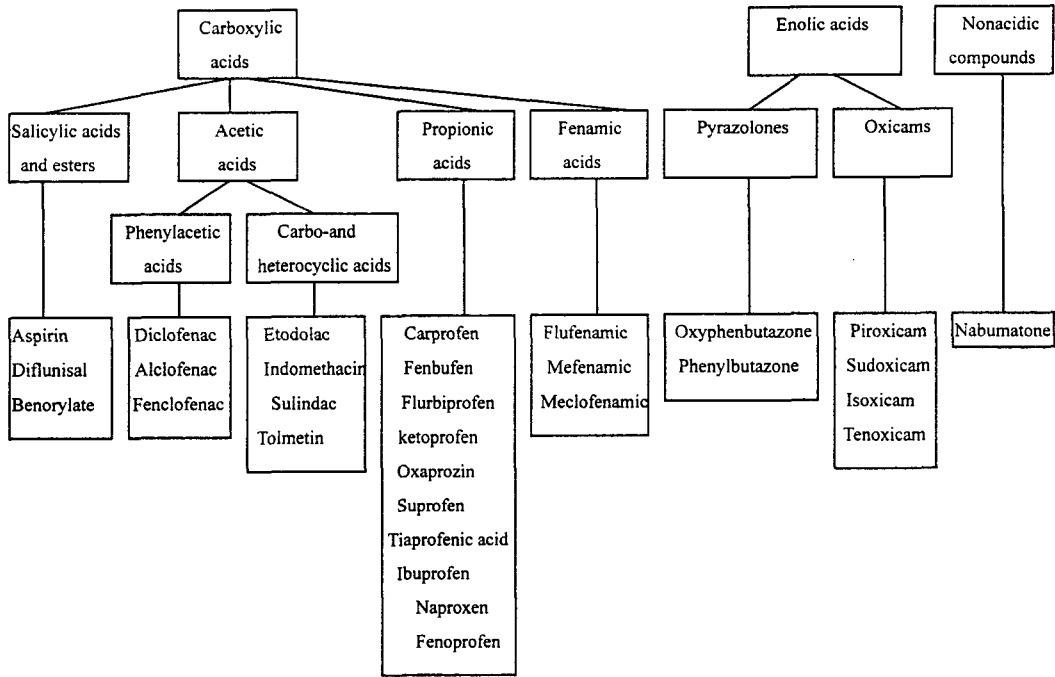 Carboxylic
acids
Enolic acids
Nonacidic
compounds
Salicylic acids
and esters
Acetic
acids
Propionic
acids
Fenamic
acids
Pyrazolones
Oxicams
Phenylacetic
acids
Carbo-and
heterocyclic acids
Aspirin
Diflunisal
Benorylate
Diclofenac
Alclofenac
Fenclofenac
Etodolac
Indomethacin
Sulindac
Tolmetin
Carprofen
Fenbufen
Flurbiprofen
ketoprofen
Oxaprozin
Suprofen
Tiaprofenic acid
Ibuprofen
Naproxen
Fenoprofen
Flufenamic
Mefenamic
Meclofenamic
Oxyphenbutazone
Phenylbutazone
Piroxicam
Sudoxicam
Isoxicam
Tenoxicam
Nabumatone